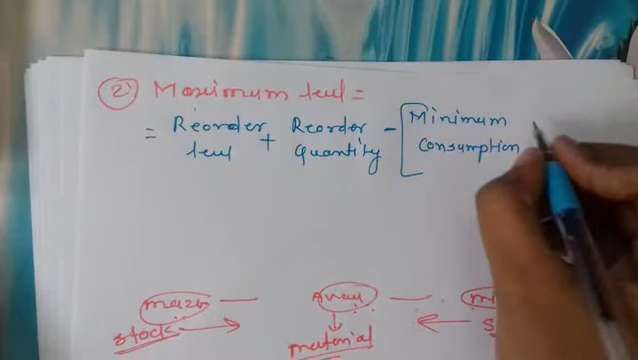 2) Maximum level =
= Reorder level + Reorder Quantity - [Minimum Consumption
stock
material